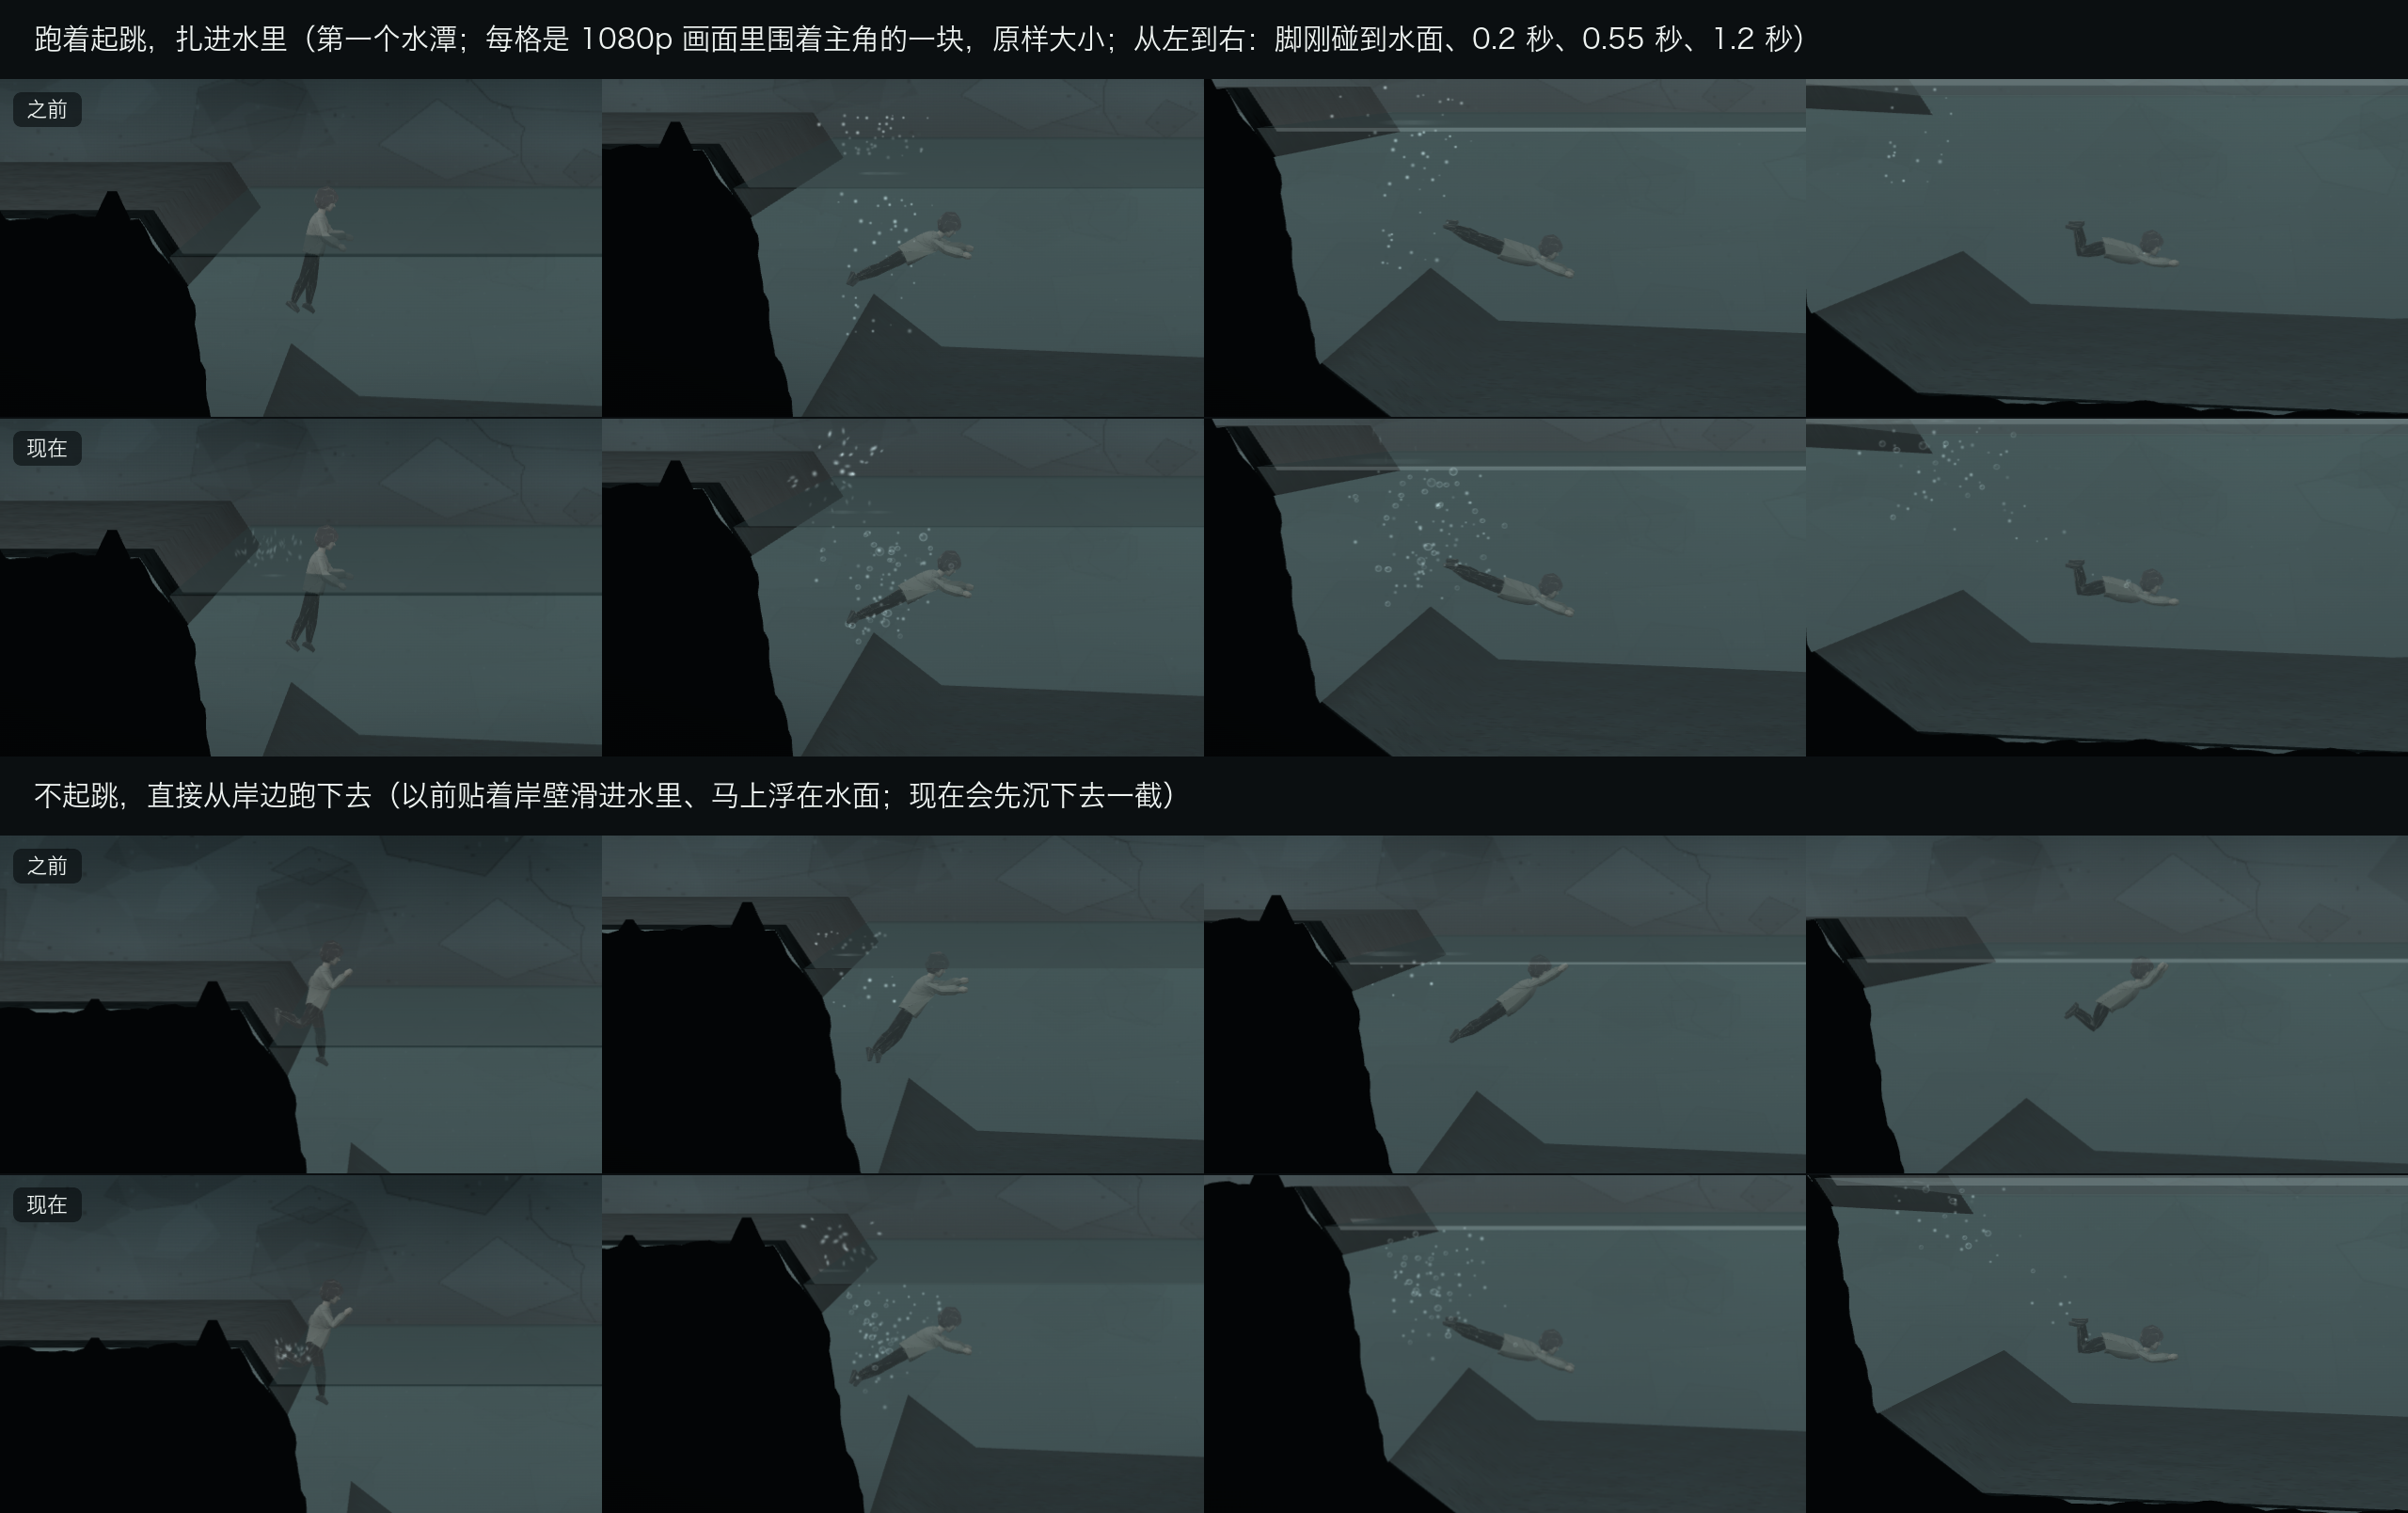 跑着起跳，扎进水里（第一个水潭；每格是 1080p 画面里围着主角的一块，原样大小；从左到右：脚刚碰到水面、0.2 秒、0.55 秒、1.2 秒）
之前
现在
不起跳，直接从岸边跑下去（以前贴着岸壁滑进水里、马上浮在水面；现在会先沉下去一截）
之前
现在